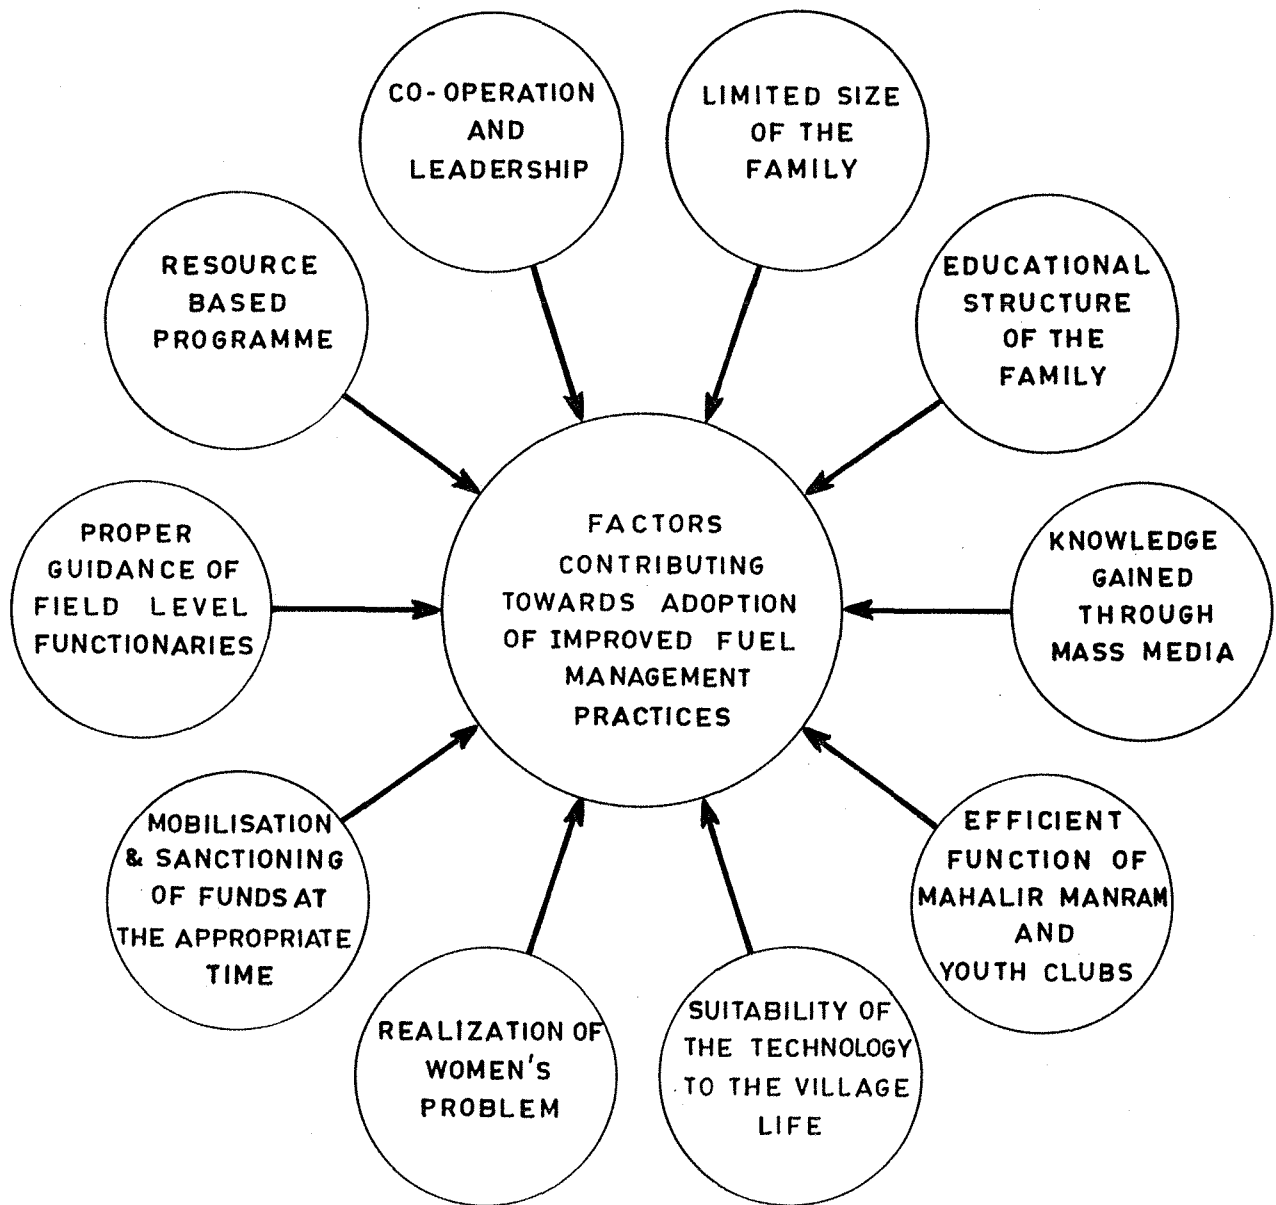 CO-OPERATION
AND
LEADERSHIP
LIMITED SIZE
OF THE
FAMILY
RESOURCE
BASED
PROGRAMME
EDUCATIONAL
STRUCTURE
OF THE
FAMILY
PROPER
GUIDANCE OF
FIELD LEVEL
FUNCTIONARIES
FACTORS
CONTRIBUTING
TOWARDS ADOPTION
OF IMPROVED FUEL
MANAGEMENT
PRACTICES
KNOWLEDGE
GAINED
THROUGH
MASS MEDIA
MOBILISATION
& SANCTIONING
OF FUNDS AT
THE APPROPRIATE
TIME
EFFICIENT
FUNCTION OF
MAHALIR MANRAM
AND
YOUTH CLUBS
REALIZATION OF
WOMEN'S
PROBLEM
SUITABILITY OF
THE TECHNOLOGY
TO THE VILLAGE
LIFE